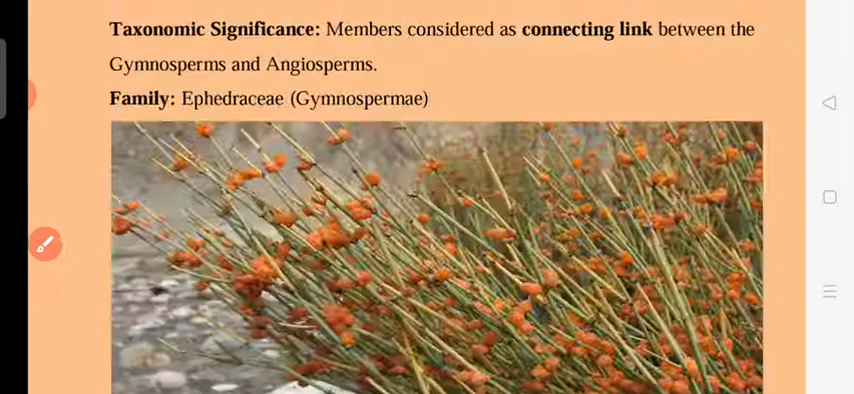 Taxonomic Significance: Members considered as connecting link between the
Gymnosperms and Angiosperms.
Family: Ephedraceae (Gymnospermae)